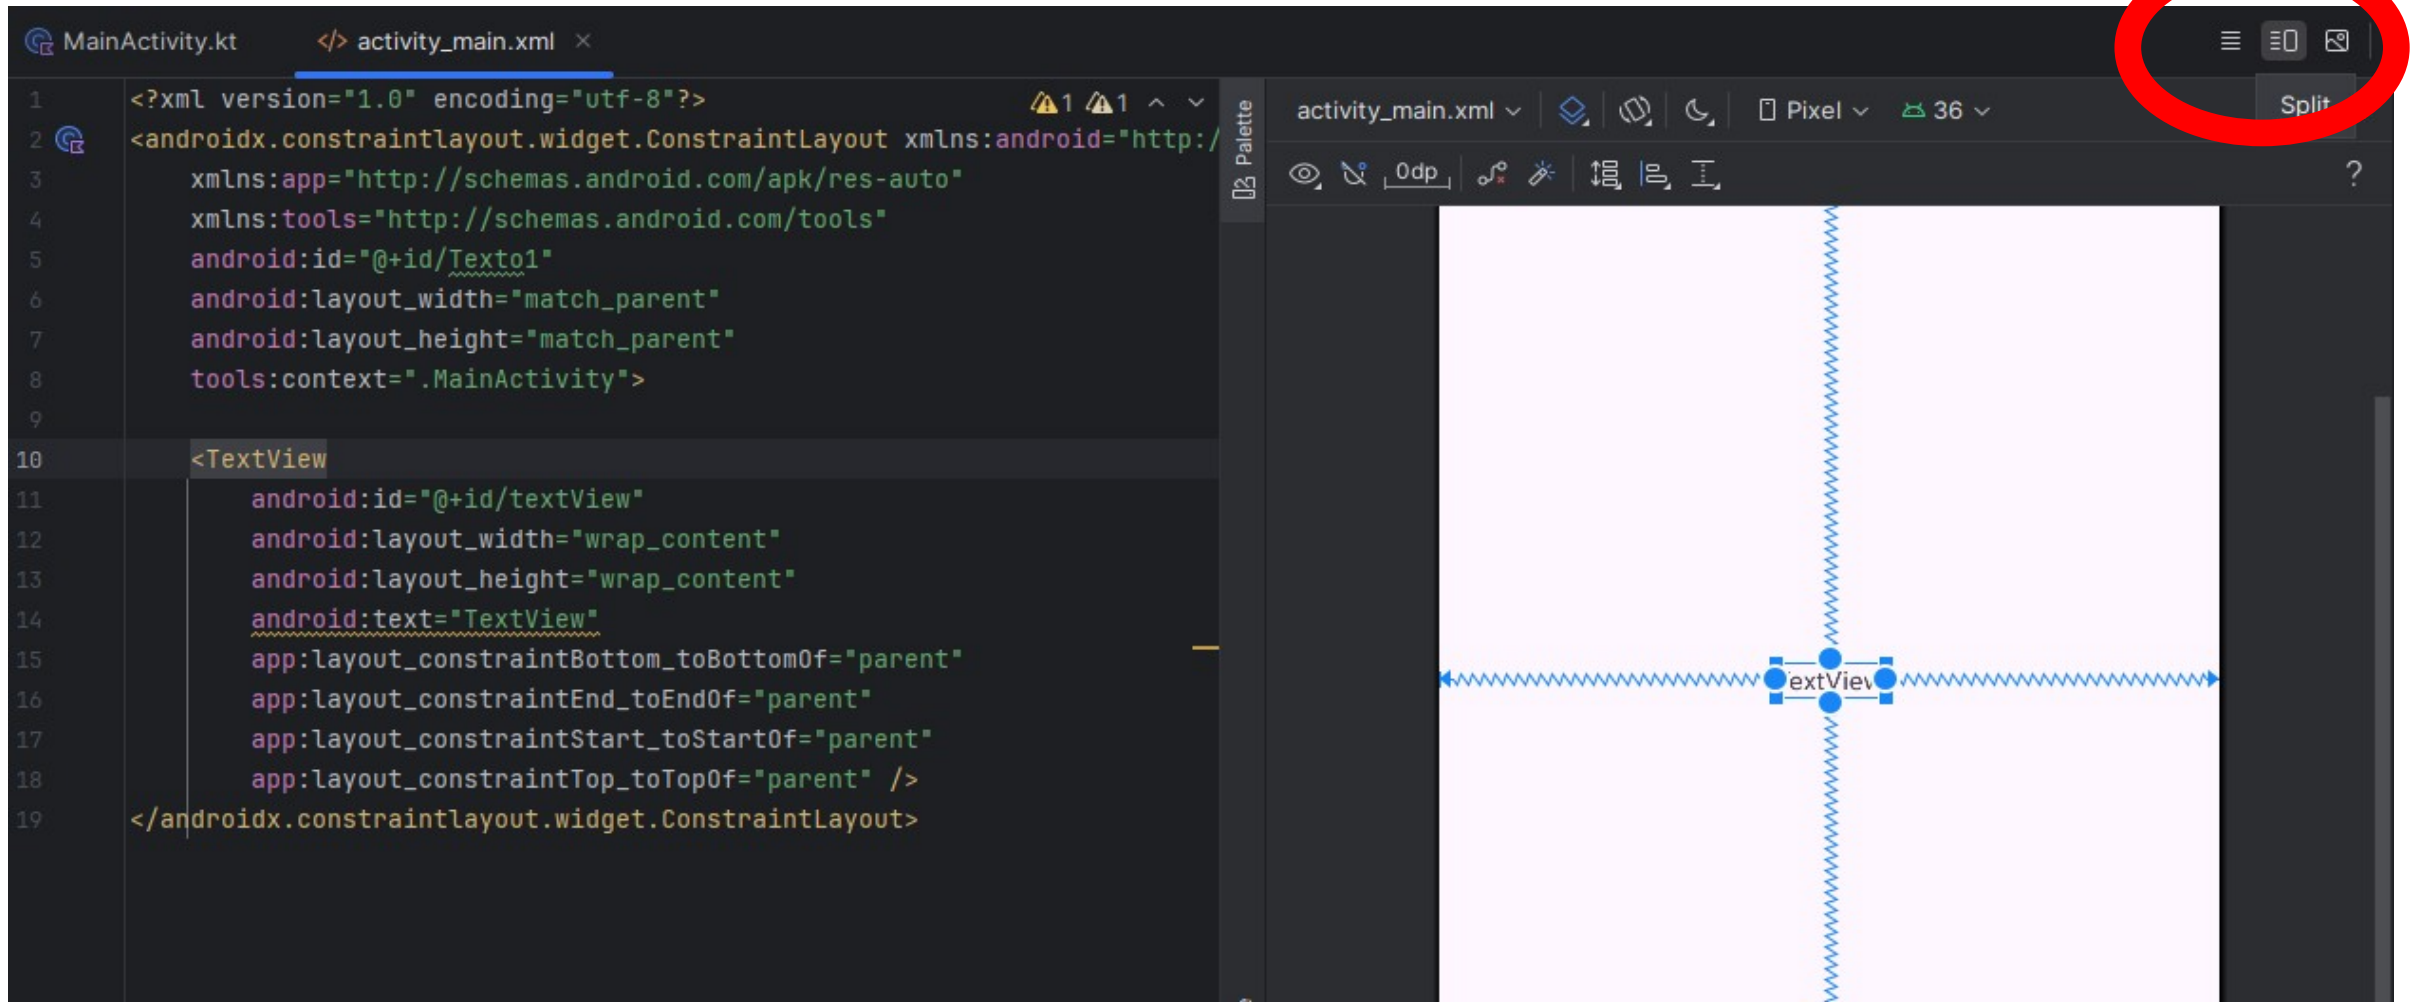 MainActivity.kt
</> activity_main.xml ×
Split
1 <?xml version="1.0" encoding="utf-8"?>
1 1
2 <androidx.constraintlayout.widget.ConstraintLayout xmlns:android="http:/
3 xmlns:app="http://schemas.android.com/apk/res-auto"
4 xmlns:tools="http://schemas.android.com/tools"
5 android:id="@+id/Texto1"
6 android:layout_width="match_parent"
7 android:layout_height="match_parent"
8 tools:context=".MainActivity">
9
10 <TextView
11 android:id="@+id/textView"
12 android:layout_width="wrap_content"
13 android:layout_height="wrap_content"
14 android:text="TextView"
15 app:layout_constraintBottom_toBottomOf="parent"
16 app:layout_constraintEnd_toEndOf="parent"
17 app:layout_constraintStart_toStartOf="parent"
18 app:layout_constraintTop_toTopOf="parent" />
19 </androidx.constraintlayout.widget.ConstraintLayout>
Palette
activity_main.xml Pixel 36
0dp ?
extView